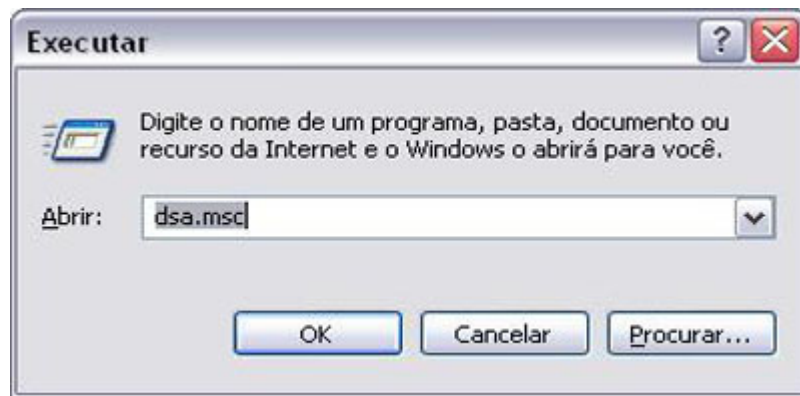 Executar
Digite o nome de um programa, pasta, documento ou
recurso da Internet e o Windows o abrirá para você.
Abrir: dsa.msc
OK Cancelar Procurar...